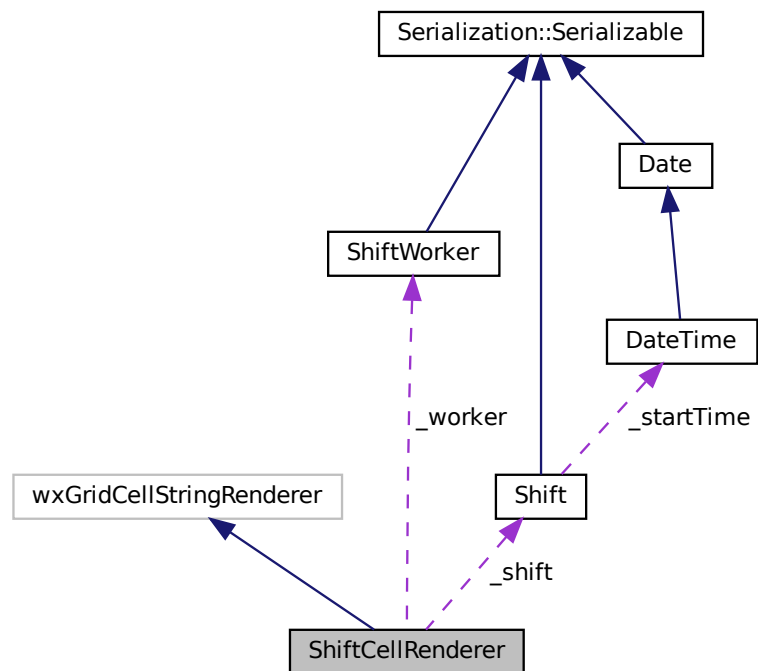 Serialization::Serializable
Date
ShiftWorker
DateTime
_worker
_startTime
wxGridCellStringRenderer
Shift
_shift
ShiftCellRenderer